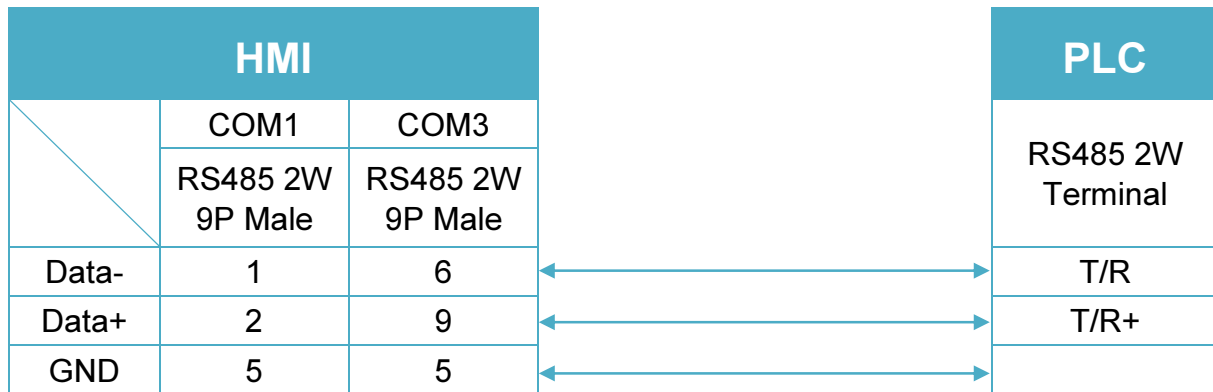 HMI PLC
COM1 COM3
RS485 2W RS485 2W RS485 2W
9P Male 9P Male Terminal
Data- 1 6 T/R
Data+ 2 9 T/R+
GND 5 5